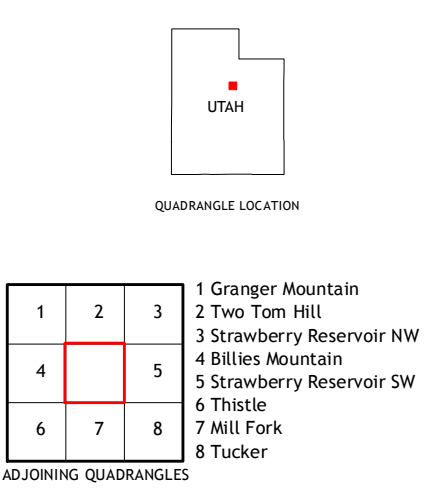 UTAH
QUADRANGLE LOCATION
1 2 3
4 5
6 7 8
ADJOINING QUADRANGLES
1 Granger Mountain
2 Two Tom Hill
3 Strawberry Reservoir NW
4 Billies Mountain
5 Strawberry Reservoir SW
6 Thistle
7 Mill Fork
8 Tucker